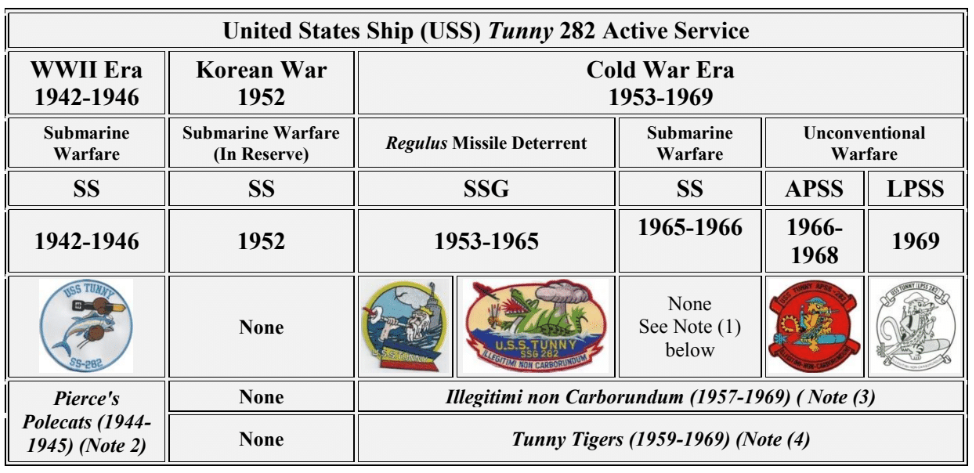 United States Ship (USS) Tunny 282 Active Service
WWII Era
1942-1946
Korean War
1952
Cold War Era
1953-1969
Submarine
Warfare
Submarine Warfare
(In Reserve)
Regulus Missile Deterrent
Submarine
Warfare
Unconventional
Warfare
SS
SS
SSG
SS
APSS
LPSS
1942-1946
1952
1953-1965
1965-1966
1966-
1968
1969
USS TUNNY
SS-282
None
U.S.S. TUNNY
SSG 282
ILLEGITIMI NON CARBORUNDUM
None
See Note (1)
below
USS TUNNY APSS-282
Pierce's
Polecats (1944-
1945) (Note 2)
None
Illegitimi non Carborundum (1957-1969) ( Note (3)
None
Tunny Tigers (1959-1969) (Note (4)